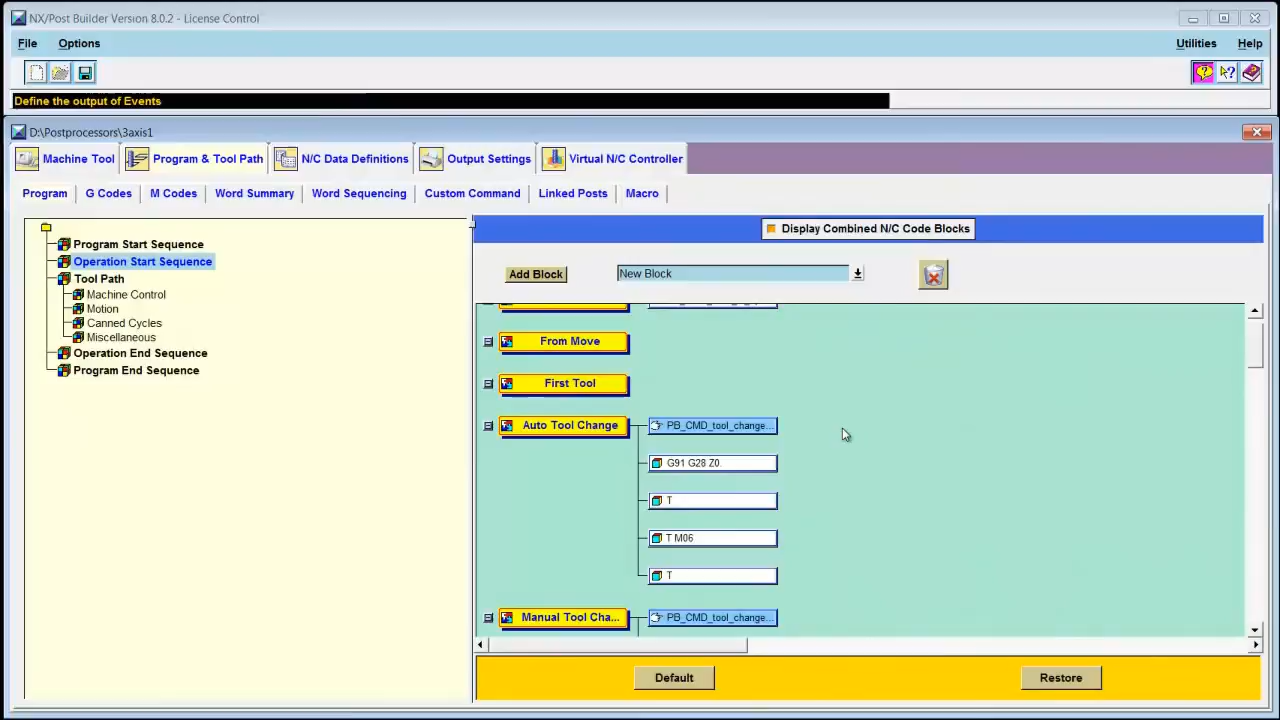 NX/Post Builder Version 8.0.2 - License Control
File Options Utilities Help
Define the output of Events
D:\Postprocessors\3axis1
Machine Tool Program & Tool Path N/C Data Definitions Output Settings Virtual N/C Controller
Program G Codes M Codes Word Summary Word Sequencing Custom Command Linked Posts Macro
Display Combined N/C Code Blocks
Program Start Sequence
Operation Start Sequence
Tool Path
Machine Control
Motion
Canned Cycles
Miscellaneous
Operation End Sequence
Program End Sequence
Add Block New Block
From Move
First Tool
Auto Tool Change PB_CMD_tool_change...
G91 G28 Z0.
T
T M06
T
Manual Tool Cha... PB_CMD_tool_change...
Default Restore